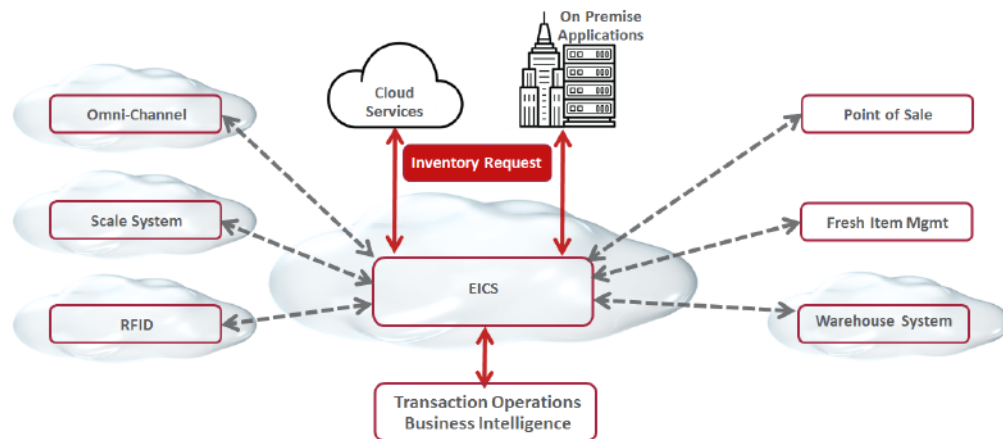 On Premise
Applications
Cloud
Services
Omni-Channel
Point of Sale
Inventory Request
Scale System
Fresh Item Mgmt
EICS
RFID
Warehouse System
Transaction Operations
Business Intelligence